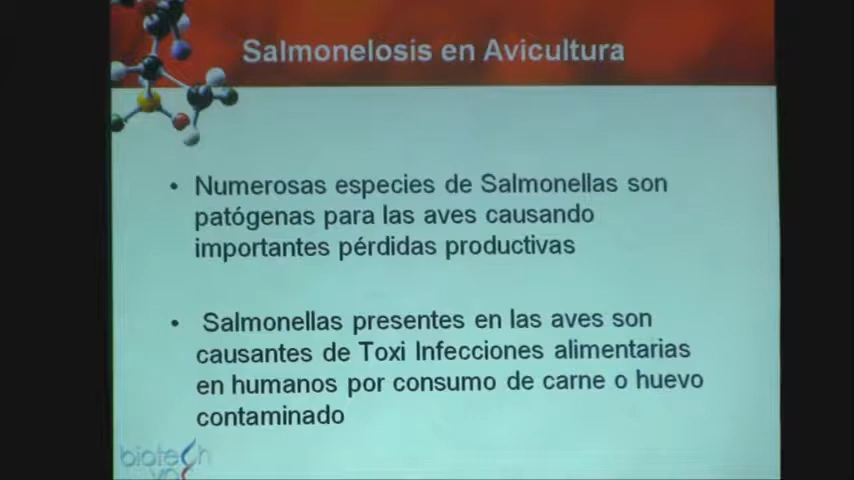 Salmonelosis en Avicultura
• Numerosas especies de Salmonellas son
patógenas para las aves causando
importantes pérdidas productivas
• Salmonellas presentes en las aves son
causantes de Toxi Infecciones alimentarias
en humanos por consumo de carne o huevo
contaminado
biotech